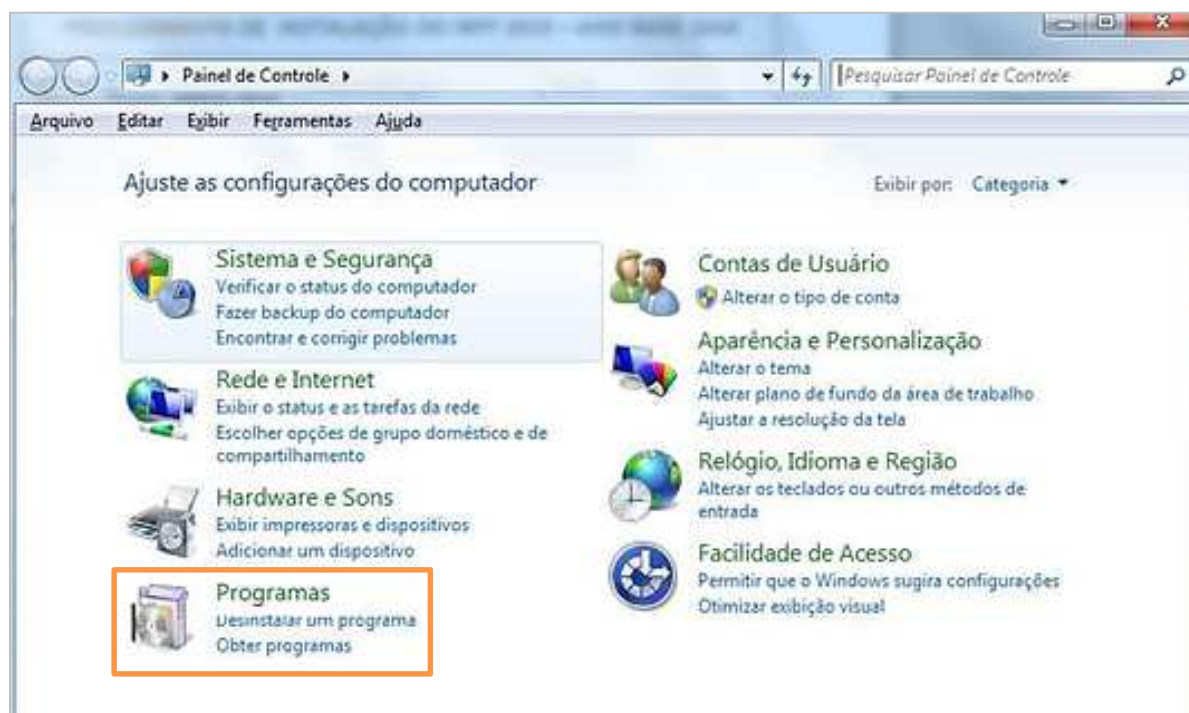 Painel de Controle
Pesquisar Painel de Controle
Arquivo Editar Exibir Ferramentas Ajuda
Ajuste as configurações do computador
Exibir por: Categoria
Sistema e Segurança
Verificar o status do computador
Fazer backup do computador
Encontrar e corrigir problemas
Rede e Internet
Exibir o status e as tarefas da rede
Escolher opções de grupo doméstico e de
compartilhamento
Hardware e Sons
Exibir impressoras e dispositivos
Adicionar um dispositivo
Programas
Desinstalar um programa
Obter programas
Contas de Usuário
Alterar o tipo de conta
Aparência e Personalização
Alterar o tema
Alterar plano de fundo da área de trabalho
Ajustar a resolução da tela
Relógio, Idioma e Região
Alterar os teclados ou outros métodos de
entrada
Facilidade de Acesso
Permitir que o Windows sugira configurações
Otimizar exibição visual